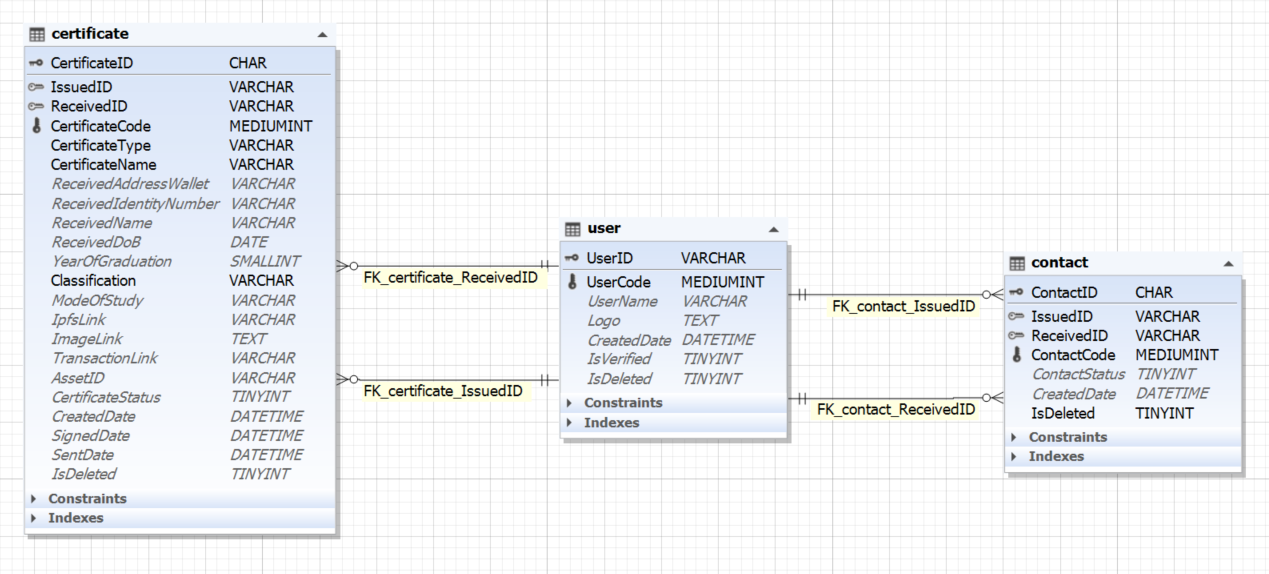 certificate
CertificateID CHAR
IssuedID VARCHAR
ReceivedID VARCHAR
CertificateCode MEDIUMINT
CertificateType VARCHAR
CertificateName VARCHAR
ReceivedAddressWallet VARCHAR
ReceivedIdentityNumber VARCHAR
ReceivedName VARCHAR
ReceivedDoB DATE
YearOfGraduation SMALLINT
Classification VARCHAR
ModeOfStudy VARCHAR
IpfsLink VARCHAR
ImageLink TEXT
TransactionLink VARCHAR
AssetID VARCHAR
CertificateStatus TINYINT
CreatedDate DATETIME
SignedDate DATETIME
SentDate DATETIME
IsDeleted TINYINT
Constraints
Indexes
FK_certificate_ReceivedID
FK_certificate_IssuedID
user
UserID VARCHAR
UserCode MEDIUMINT
UserName VARCHAR
Logo TEXT
CreatedDate DATETIME
IsVerified TINYINT
IsDeleted TINYINT
Constraints
Indexes
FK_contact_IssuedID
FK_contact_ReceivedID
contact
ContactID CHAR
IssuedID VARCHAR
ReceivedID VARCHAR
ContactCode MEDIUMINT
ContactStatus TINYINT
CreatedDate DATETIME
IsDeleted TINYINT
Constraints
Indexes